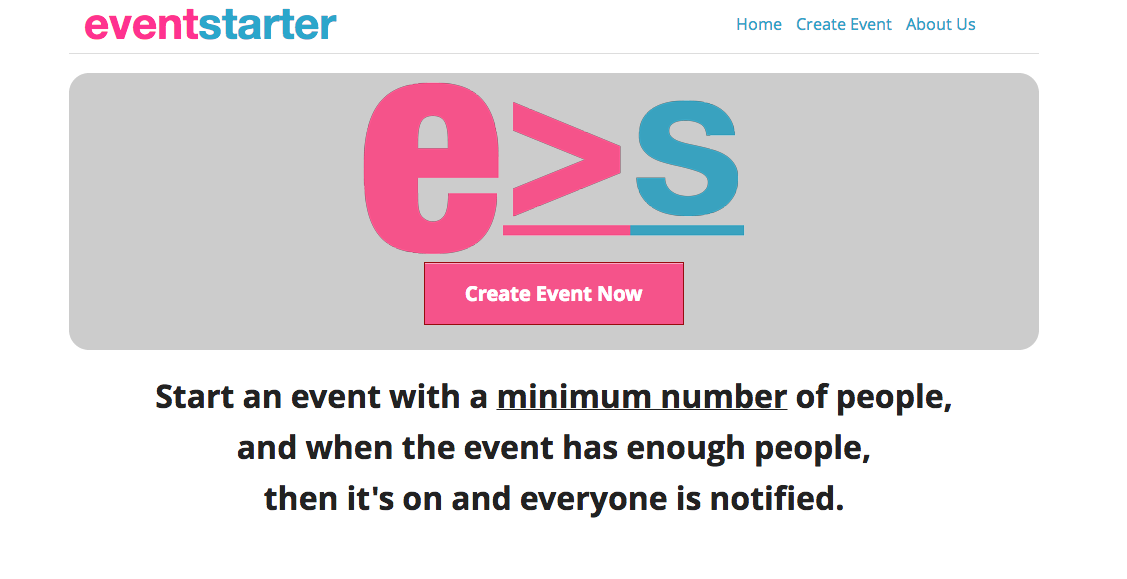 eventstarter
Home Create Event About Us
e>s
Create Event Now
Start an event with a minimum number of people,
and when the event has enough people,
then it's on and everyone is notified.